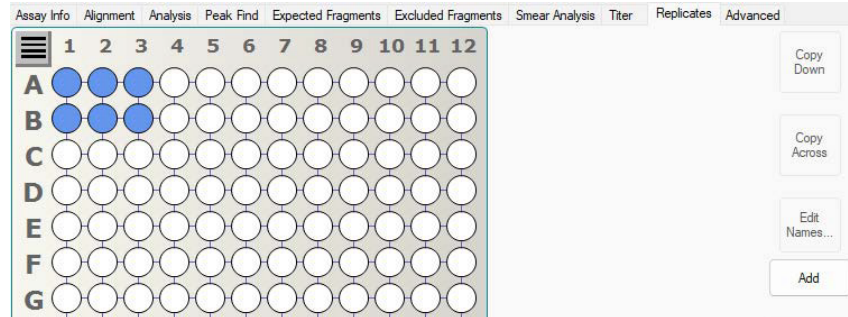 Assay Info Alignment Analysis Peak Find Expected Fragments Excluded Fragments Smear Analysis Titer Replicates Advanced
1 2 3 4 5 6 7 8 9 10 11 12
A
B
C
D
E
F
G
Copy
Down
Copy
Across
Edit
Names...
Add